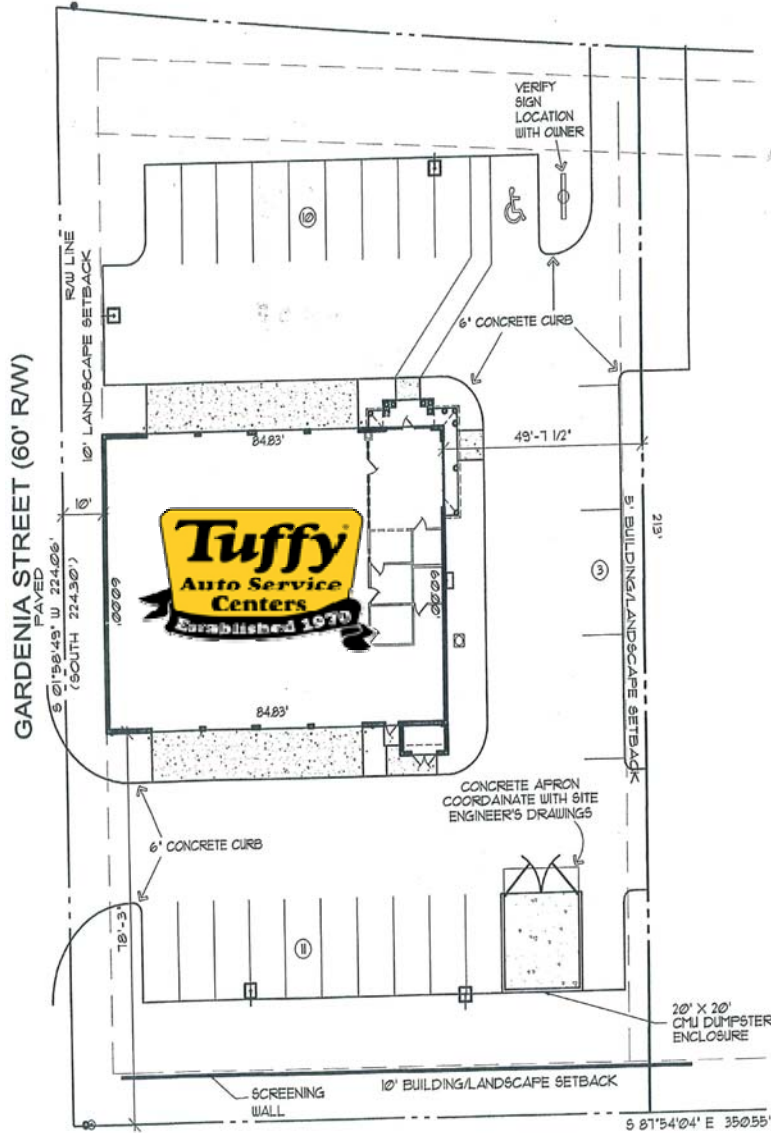 VERIFY
SIGN
LOCATION
WITH OWNER
10
R/W LINE
10' LANDSCAPE SETBACK
6" CONCRETE CURB
GARDENIA STREET (60' R/W)
PAVED
S 01°58'49" W 224.06'
(SOUTH 224.30')
10'
84.83'
49'-7 1/2"
60.00'
60.00'
Tuffy
Auto Service
Centers
Established 1970
213'
5' BUILDING/LANDSCAPE SETBACK
3
84.83'
CONCRETE APRON
COORDAINATE WITH SITE
ENGINEER'S DRAWINGS
6" CONCRETE CURB
78'-3"
11
20' X 20'
CMU DUMPSTER
ENCLOSURE
SCREENING
WALL
10' BUILDING/LANDSCAPE SETBACK
S 87°54'04" E 350.55'